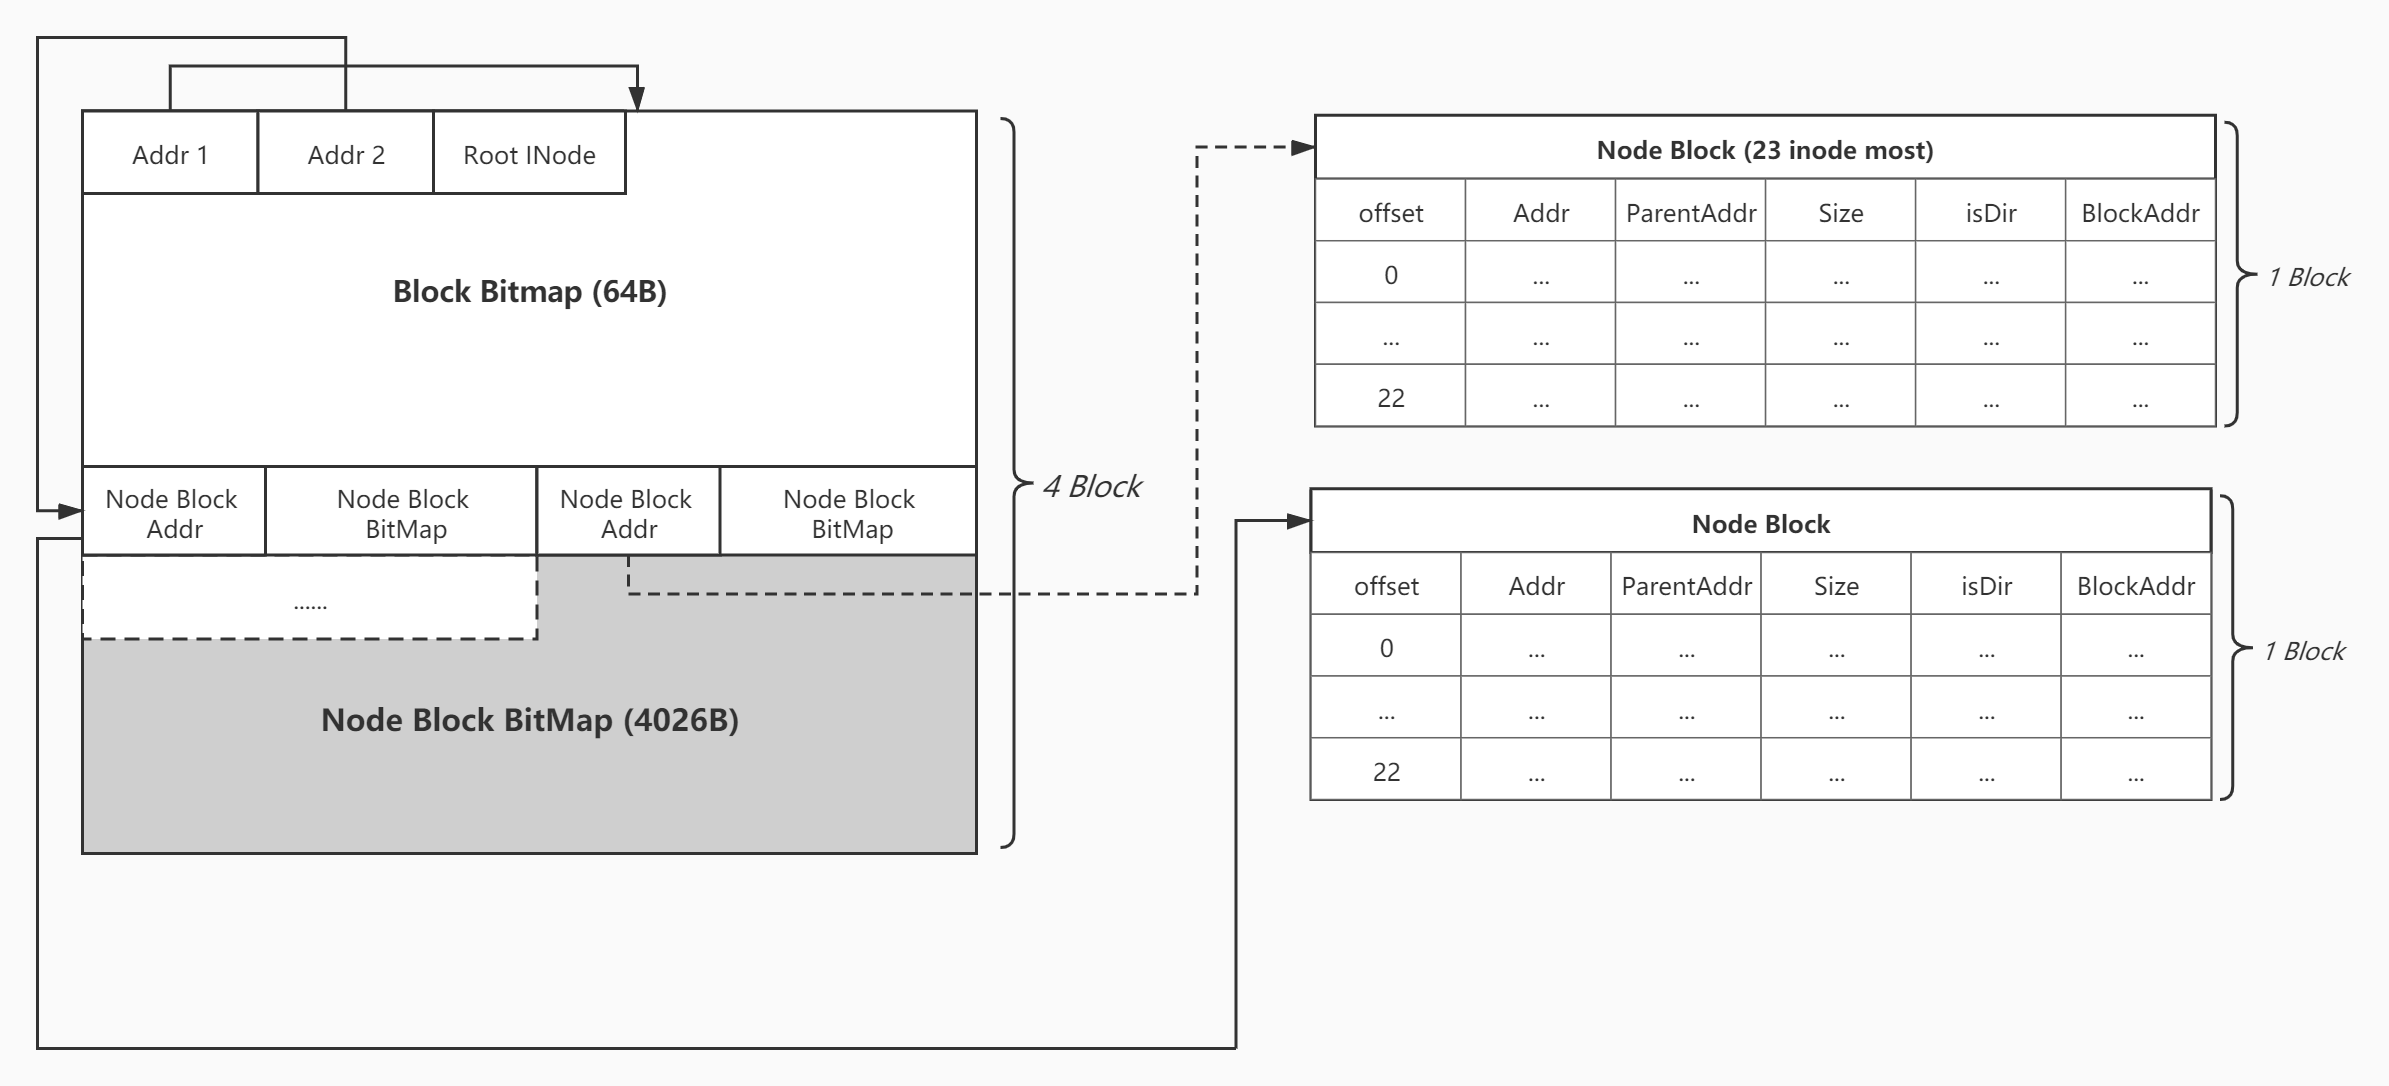 Addr 1 Addr 2 Root INode
Block Bitmap (64B)
Node Block Addr
Node Block BitMap
Node Block Addr
Node Block BitMap
......
Node Block BitMap (4026B)
4 Block
Node Block (23 inode most)
offset Addr ParentAddr Size isDir BlockAddr
0 ... ... ... ... ...
... ... ... ... ... ...
22 ... ... ... ... ...
1 Block
Node Block
offset Addr ParentAddr Size isDir BlockAddr
0 ... ... ... ... ...
... ... ... ... ... ...
22 ... ... ... ... ...
1 Block